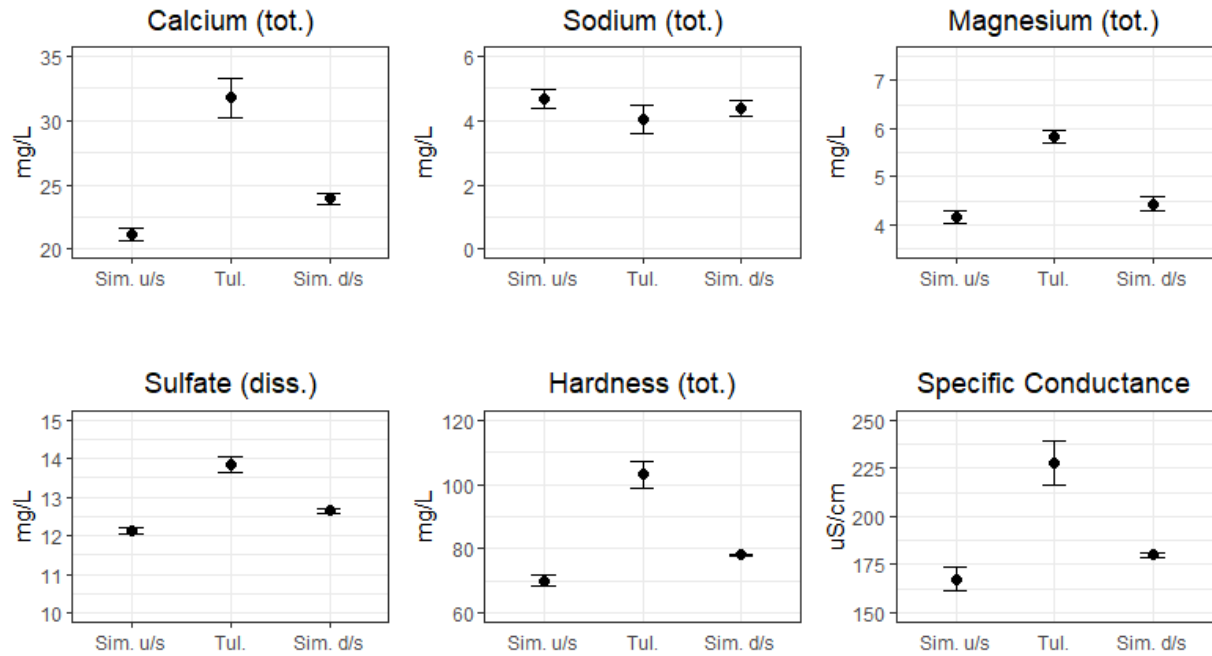 Calcium (tot.)
35
30
25
20
mg/L
Sim. u/s Tul. Sim. d/s
Sodium (tot.)
6
4
2
0
mg/L
Sim. u/s Tul. Sim. d/s
Magnesium (tot.)
7
6
5
4
mg/L
Sim. u/s Tul. Sim. d/s
Sulfate (diss.)
15
14
13
12
11
10
mg/L
Sim. u/s Tul. Sim. d/s
Hardness (tot.)
120
100
80
60
mg/L
Sim. u/s Tul. Sim. d/s
Specific Conductance
250
225
200
175
150
uS/cm
Sim. u/s Tul. Sim. d/s